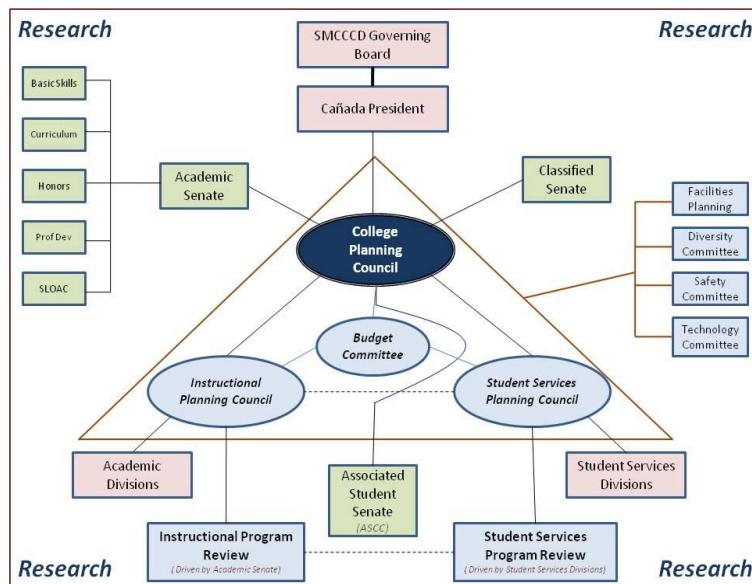 Research
Research
SMCCCD Governing
Board
Cañada President
Basic Skills
Curriculum
Honors
Prof Dev
SLOAC
Academic
Senate
Classified
Senate
Facilities
Planning
Diversity
Committee
Safety
Committee
Technology
Committee
College
Planning
Council
Budget
Committee
Instructional
Planning Council
Student Services
Planning Council
Academic
Divisions
Associated
Student
Senate
(ASCC)
Student Services
Divisions
Instructional Program
Review
( Driven by Academic Senate)
Student Services
Program Review
( Driven by Student Services Divisions)
Research
Research